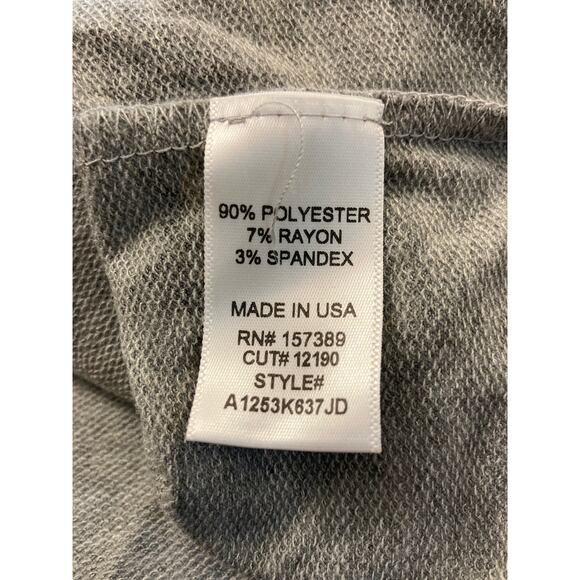 90% POLYESTER
7% RAYON
3% SPANDEX
MADE IN USA
RN# 157389
CUT# 12190
STYLE#
A1253K637JD